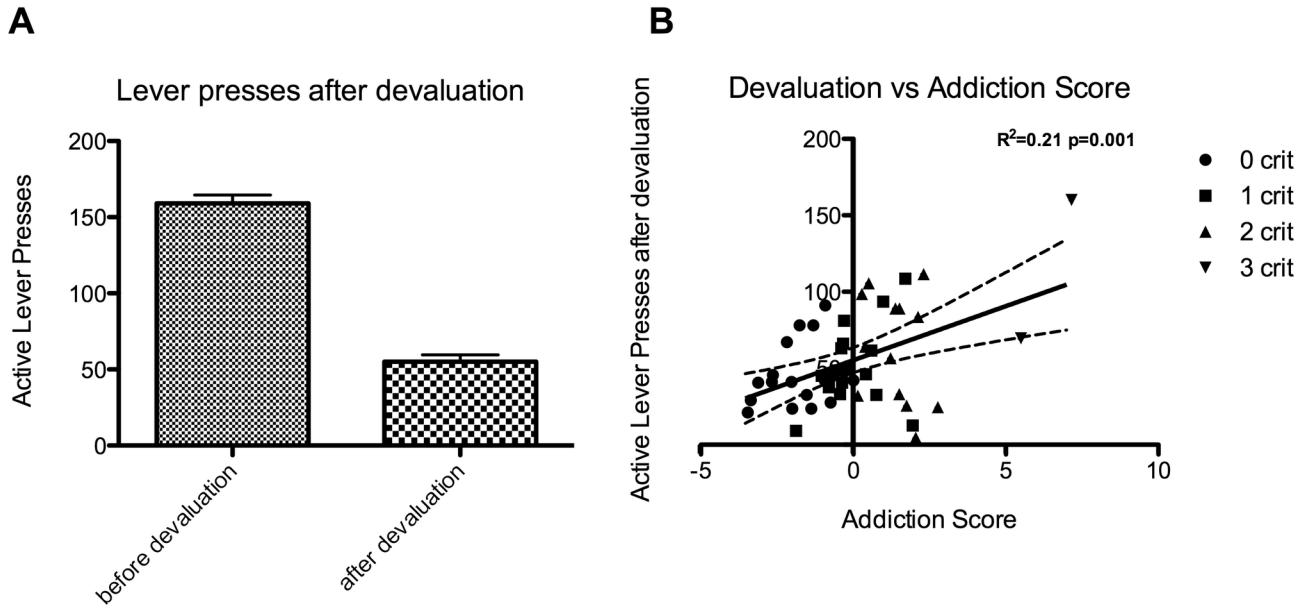 A
Lever presses after devaluation
Active Lever Presses
200
150
100
50
0
before devaluation
after devaluation
B
Devaluation vs Addiction Score
R²=0.21 p=0.001
Active Lever Presses after devaluation
200
150
100
50
-5
0
5
10
Addiction Score
0 crit
1 crit
2 crit
3 crit